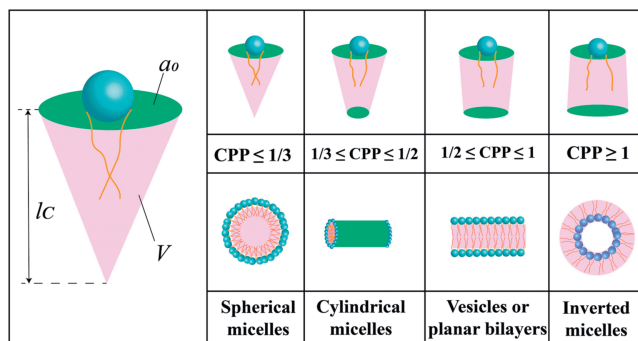 a0
lC
V
CPP ≤ 1/3
1/3 ≤ CPP ≤ 1/2
1/2 ≤ CPP ≤ 1
CPP ≥ 1
Spherical
micelles
Cylindrical
micelles
Vesicles or
planar bilayers
Inverted
micelles